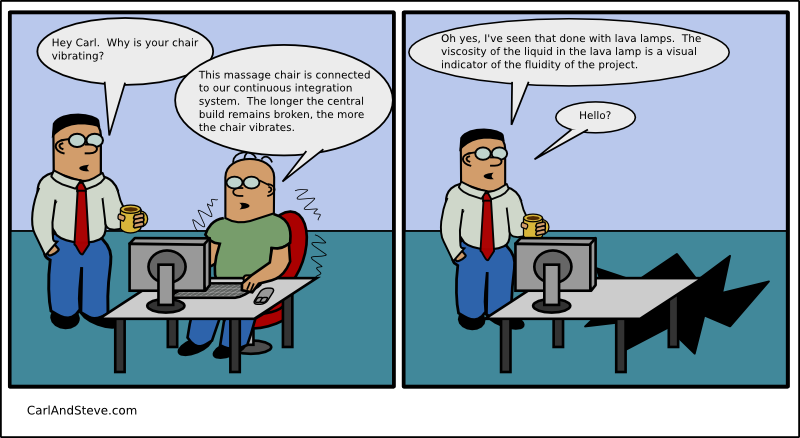 Hey Carl.  Why is your chair
vibrating?
This massage chair is connected
to our continuous integration
system.  The longer the central
build remains broken, the more
the chair vibrates.
Oh yes, I've seen that done with lava lamps.  The
viscosity of the liquid in the lava lamp is a visual
indicator of the fluidity of the project.
Hello?
CarlAndSteve.com